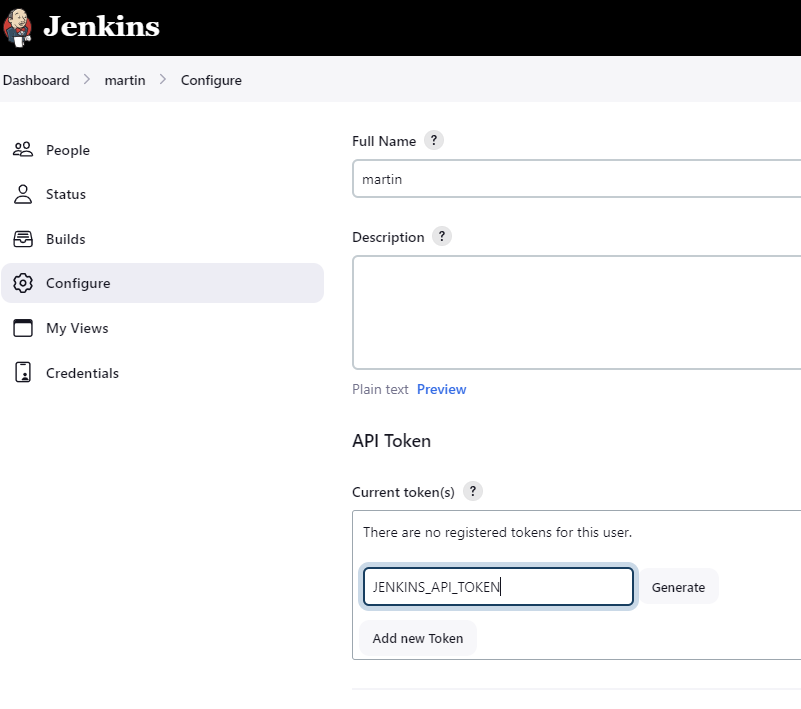 Jenkins
Dashboard > martin > Configure
People
Status
Builds
Configure
My Views
Credentials
Full Name ?
martin
Description ?
Plain text Preview
API Token
Current token(s) ?
There are no registered tokens for this user.
JENKINS_API_TOKEN Generate
Add new Token